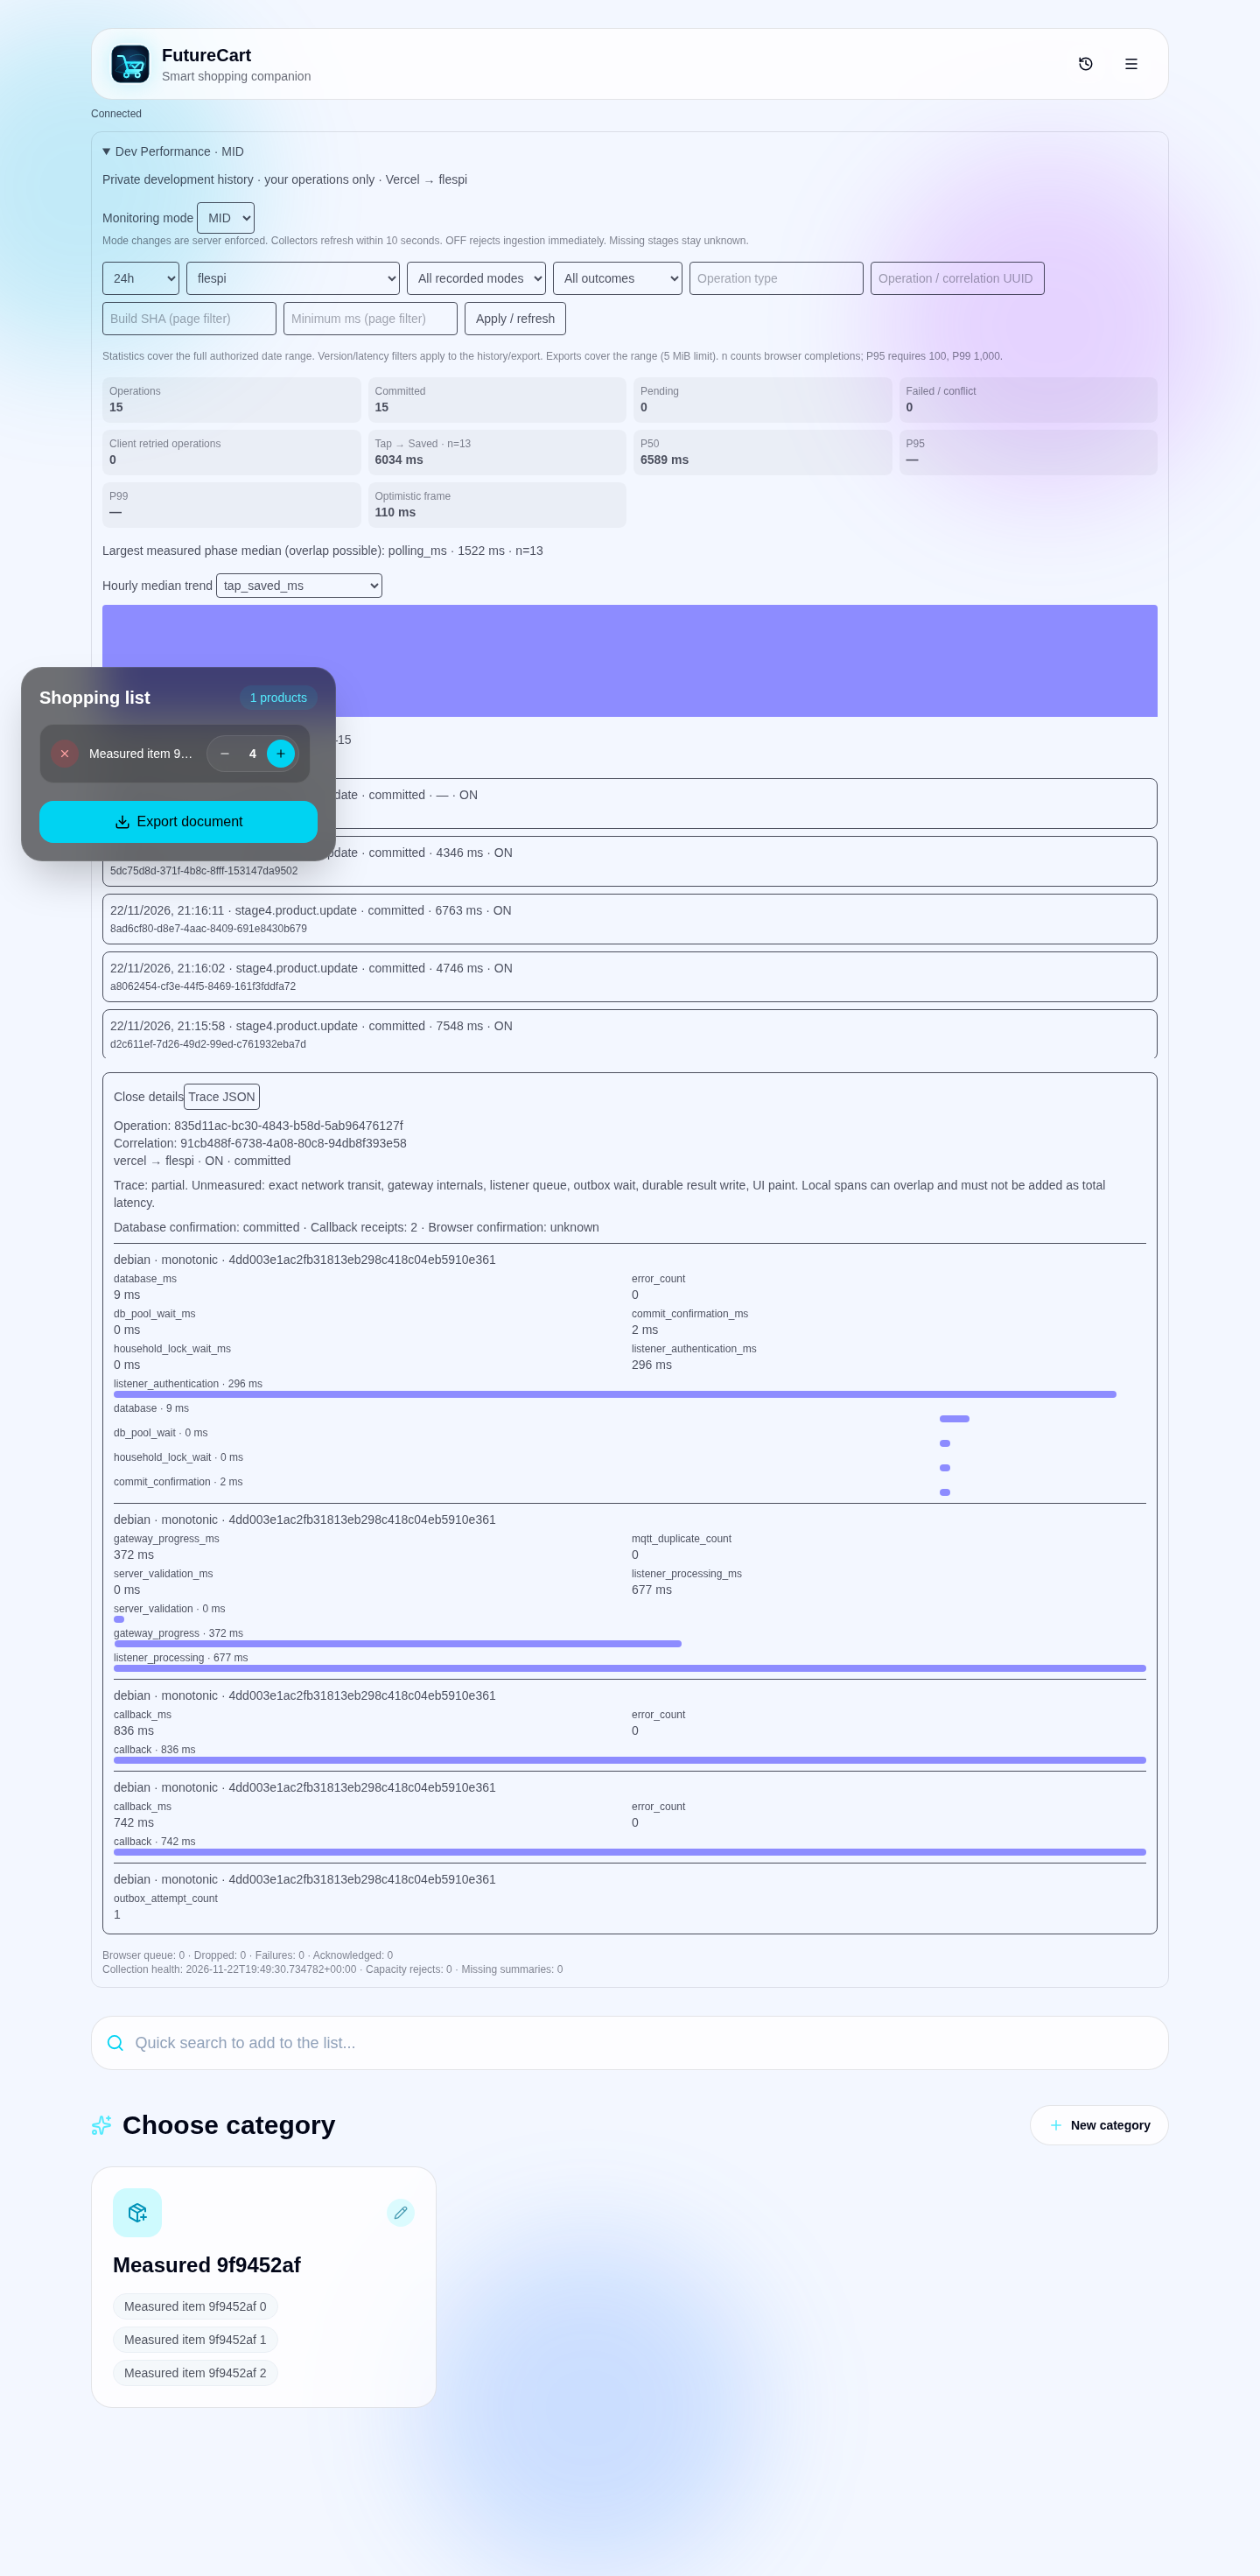 FutureCart
Smart shopping companion
Connected
Dev Performance · MID
Private development history · your operations only · Vercel → flespi
Monitoring mode MID
Mode changes are server enforced. Collectors refresh within 10 seconds. OFF rejects ingestion immediately. Missing stages stay unknown.
24h flespi All recorded modes All outcomes Operation type Operation / correlation UUID
Build SHA (page filter) Minimum ms (page filter) Apply / refresh
Statistics cover the full authorized date range. Version/latency filters apply to the history/export. Exports cover the range (5 MiB limit). n counts browser completions; P95 requires 100, P99 1,000.
Operations Committed Pending Failed / conflict
15 15 0 0
Client retried operations Tap → Saved · n=13 P50 P95
0 6034 ms 6589 ms —
P99 Optimistic frame
— 110 ms
Largest measured phase median (overlap possible): polling_ms · 1522 ms · n=13
Hourly median trend tap_saved_ms
Shopping list 1 products
15
Measured item 9… − 4 +
date · committed · — · ON
Export document
date · committed · 4346 ms · ON
5dc75d8d-371f-4b8c-8fff-153147da9502
22/11/2026, 21:16:11 · stage4.product.update · committed · 6763 ms · ON
8ad6cf80-d8e7-4aac-8409-691e8430b679
22/11/2026, 21:16:02 · stage4.product.update · committed · 4746 ms · ON
a8062454-cf3e-44f5-8469-161f3fddfa72
22/11/2026, 21:15:58 · stage4.product.update · committed · 7548 ms · ON
d2c611ef-7d26-49d2-99ed-c761932eba7d
Close details Trace JSON
Operation: 835d11ac-bc30-4843-b58d-5ab96476127f
Correlation: 91cb488f-6738-4a08-80c8-94db8f393e58
vercel → flespi · ON · committed
Trace: partial. Unmeasured: exact network transit, gateway internals, listener queue, outbox wait, durable result write, UI paint. Local spans can overlap and must not be added as total
latency.
Database confirmation: committed · Callback receipts: 2 · Browser confirmation: unknown
debian · monotonic · 4dd003e1ac2fb31813eb298c418c04eb5910e361
database_ms error_count
9 ms 0
db_pool_wait_ms commit_confirmation_ms
0 ms 2 ms
household_lock_wait_ms listener_authentication_ms
0 ms 296 ms
listener_authentication · 296 ms
database · 9 ms
db_pool_wait · 0 ms
household_lock_wait · 0 ms
commit_confirmation · 2 ms
debian · monotonic · 4dd003e1ac2fb31813eb298c418c04eb5910e361
gateway_progress_ms mqtt_duplicate_count
372 ms 0
server_validation_ms listener_processing_ms
0 ms 677 ms
server_validation · 0 ms
gateway_progress · 372 ms
listener_processing · 677 ms
debian · monotonic · 4dd003e1ac2fb31813eb298c418c04eb5910e361
callback_ms error_count
836 ms 0
callback · 836 ms
debian · monotonic · 4dd003e1ac2fb31813eb298c418c04eb5910e361
callback_ms error_count
742 ms 0
callback · 742 ms
debian · monotonic · 4dd003e1ac2fb31813eb298c418c04eb5910e361
outbox_attempt_count
1
Browser queue: 0 · Dropped: 0 · Failures: 0 · Acknowledged: 0
Collection health: 2026-11-22T19:49:30.734782+00:00 · Capacity rejects: 0 · Missing summaries: 0
Quick search to add to the list...
Choose category New category
Measured 9f9452af
Measured item 9f9452af 0
Measured item 9f9452af 1
Measured item 9f9452af 2